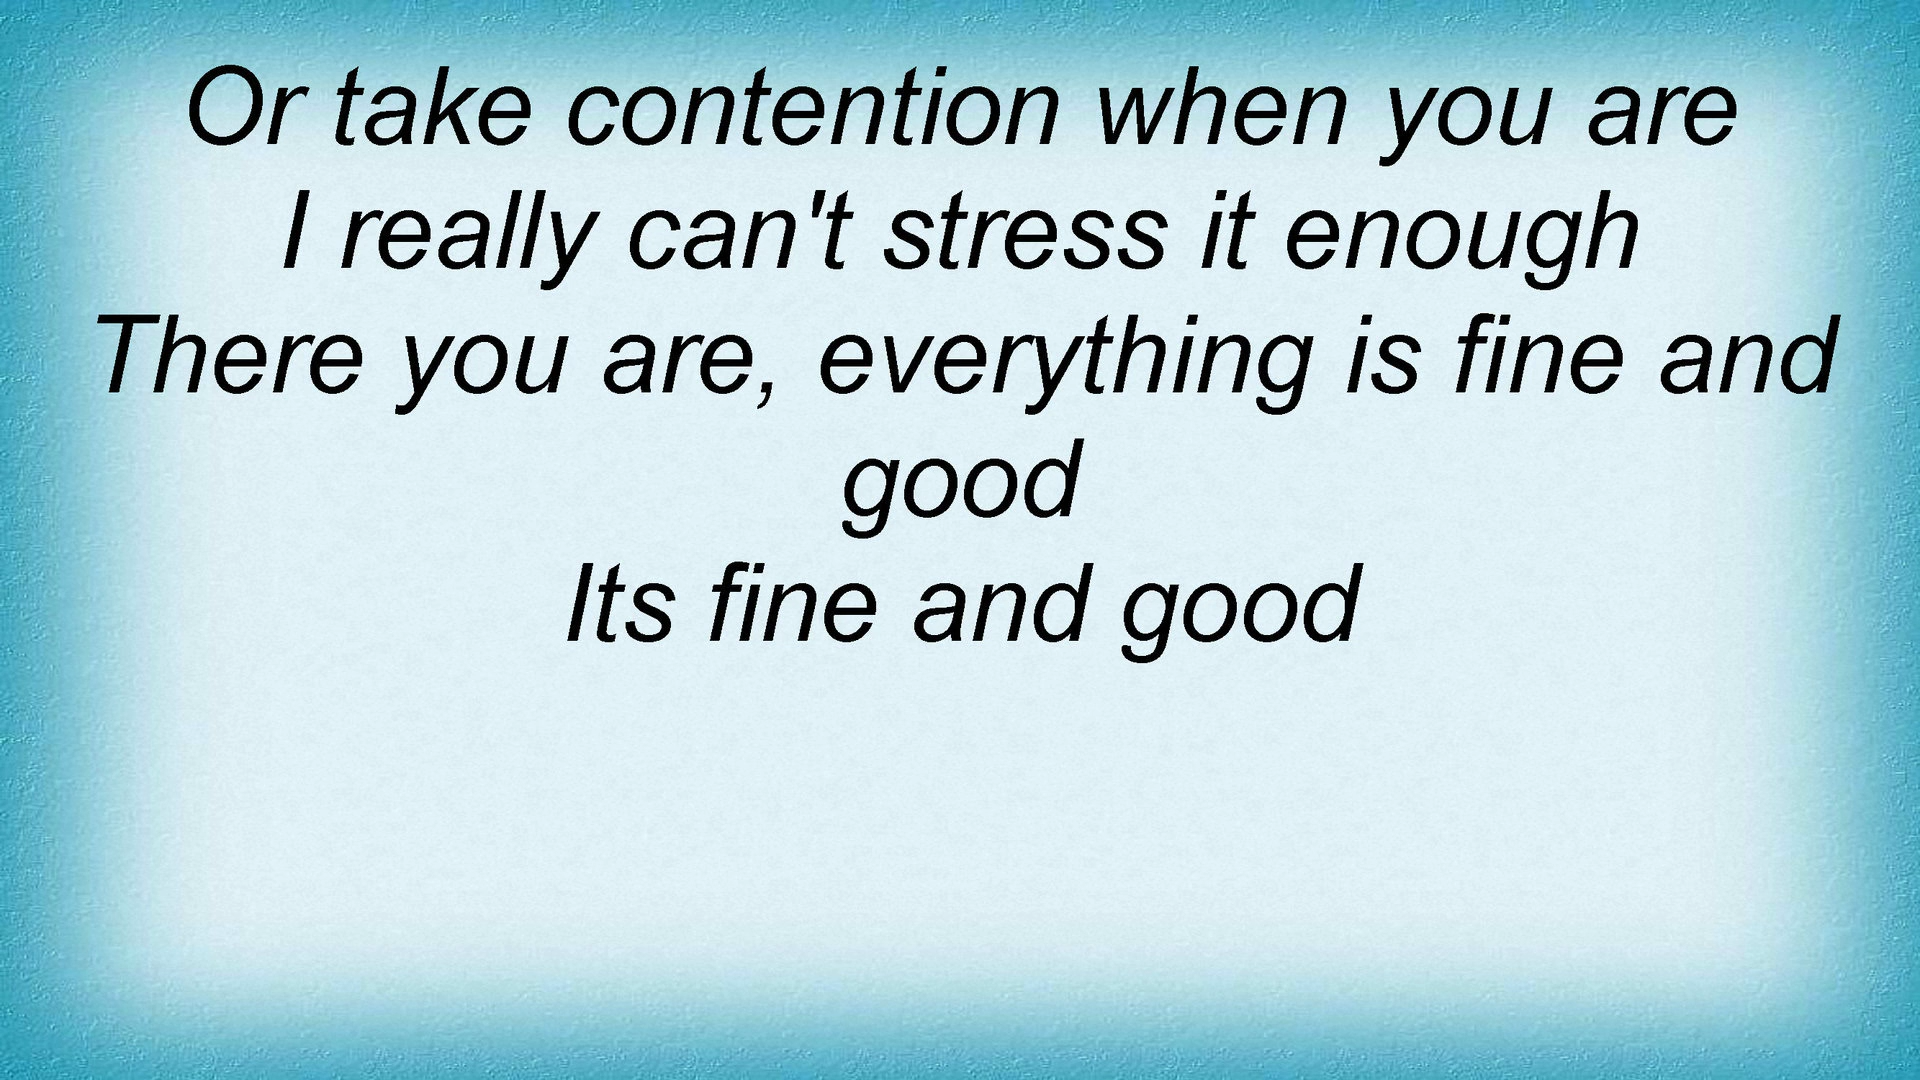 Or take contention when you are
I really can't stress it enough
There you are, everything is fine and
good
Its fine and good